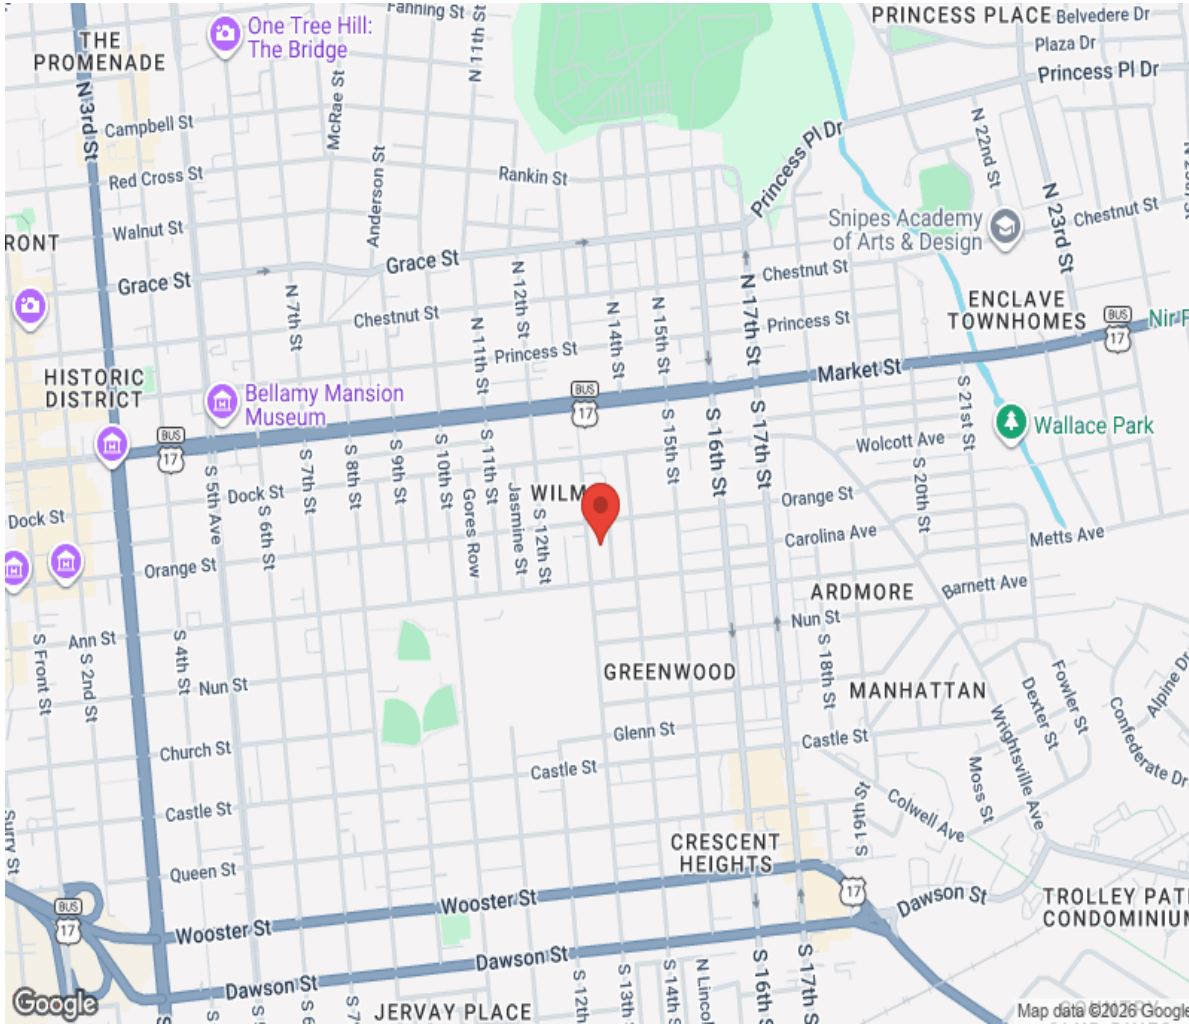 Fanning St
PRINCESS PLACE
Belvedere Dr
One Tree Hill:
The Bridge
THE
PROMENADE
N 11th St
Plaza Dr
Princess Pl Dr
N 3rd St
McRae St
Campbell St
N 22nd St
Princess Pl Dr
Anderson St
Rankin St
Red Cross St
N 23rd St
Snipes Academy
of Arts & Design
Chestnut St
Walnut St
RONT
Grace St
Grace St
Chestnut St
N 7th St
N 12th St
N 14th St
N 15th St
N 17th St
ENCLAVE
TOWNHOMES
Chestnut St
N 11th St
Princess St
BUS
17
Princess St
Market St
HISTORIC
DISTRICT
Bellamy Mansion
Museum
BUS
17
S 21st St
Wallace Park
BUS
17
S 15th St
S 16th St
S 17th St
Wolcott Ave
S 5th Ave
S 6th St
S 7th St
S 8th St
S 9th St
S 10th St
S 11th St
Gores Row
Jasmine St
S 12th St
WILM
S 20th St
Dock St
Dock St
Orange St
Carolina Ave
Metts Ave
Orange St
ARDMORE
Barnett Ave
Ann St
Nun St
S Front St
S 2nd St
S 4th St
S 18th St
Nun St
GREENWOOD
MANHATTAN
Fowler St
Dexter St
Alpine Dr
Confederate Dr
Wrightsville Ave
Glenn St
Castle St
Church St
Castle St
Moss St
Castle St
S 19th St
Colwell Ave
Surry St
CRESCENT
HEIGHTS
Queen St
17
Wooster St
Dawson St
BUS
17
Wooster St
Dawson St
Dawson St
JERVAY PLACE
S 12th
S 13th S
S 14th S
N Lincol
S 16th S
S 17th S
Google
Map data ©2026 Google